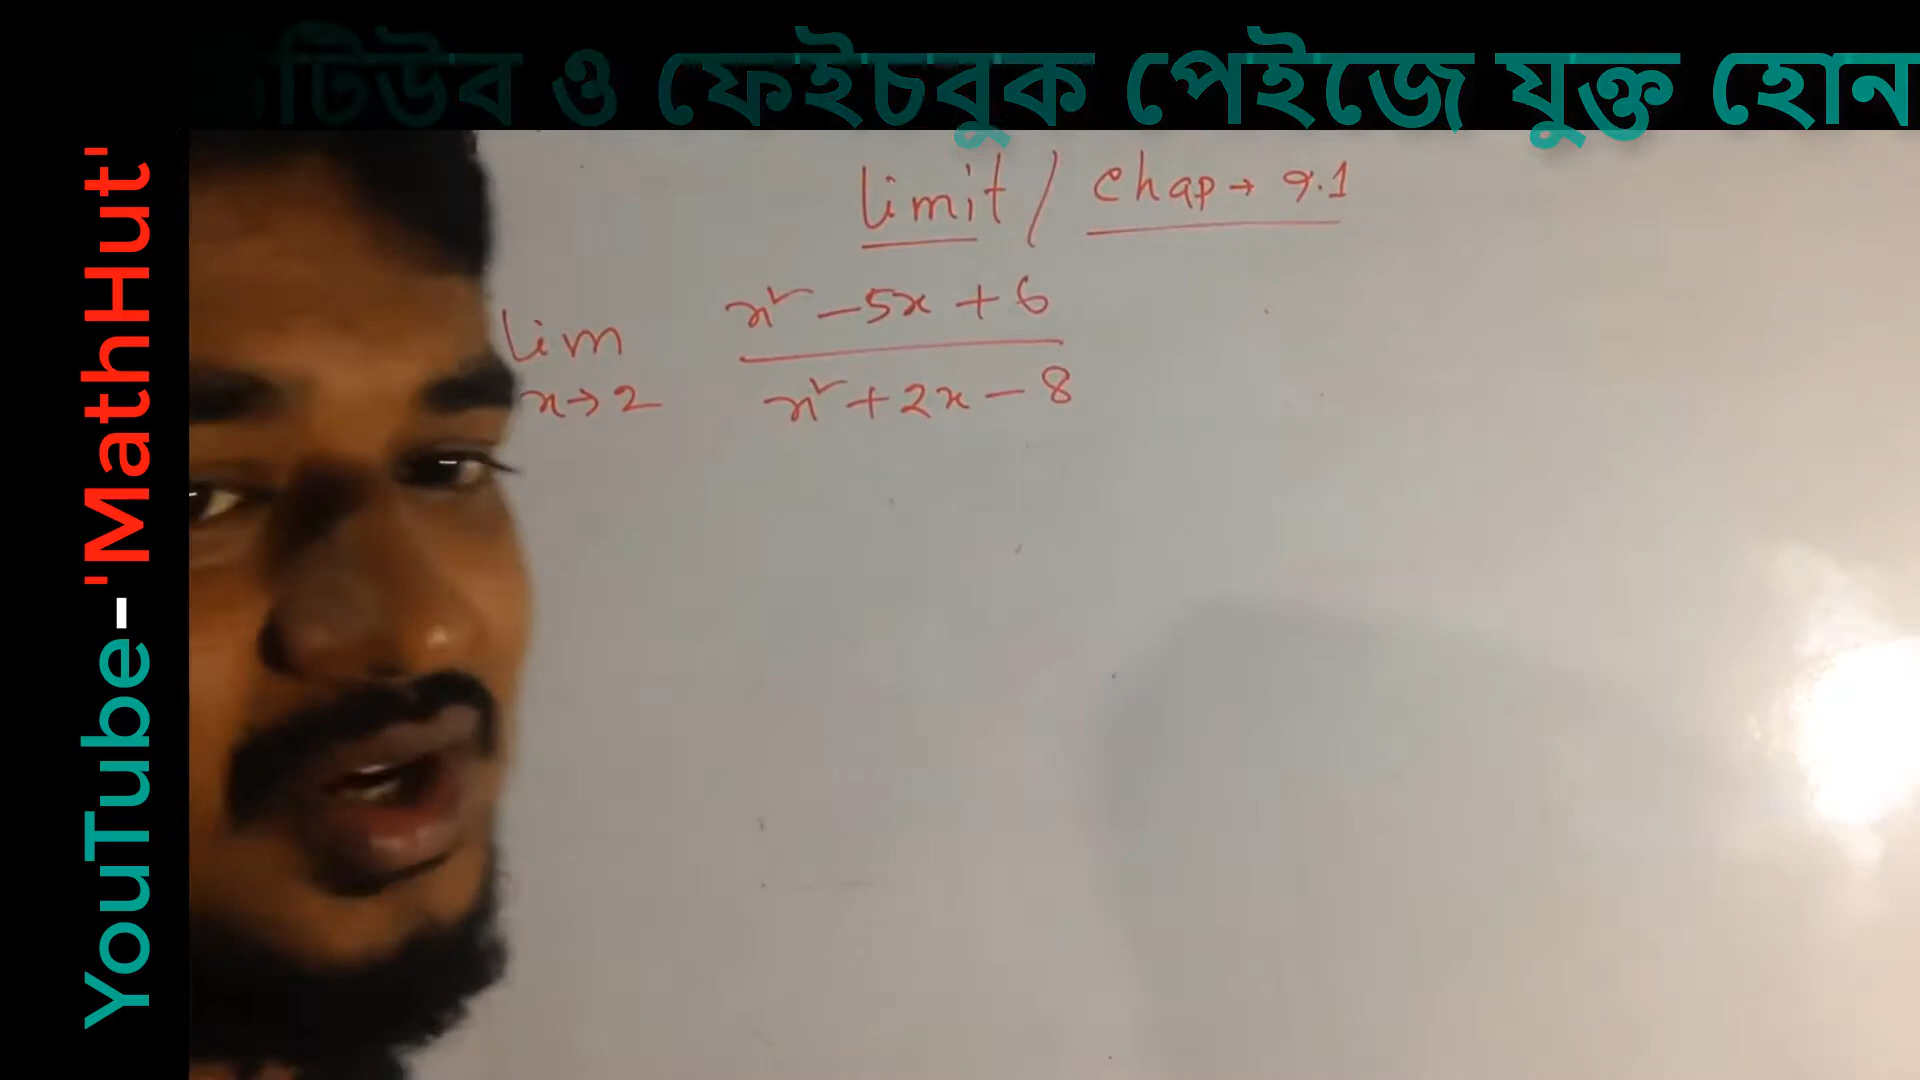 টিউব ও ফেইচবুক পেইজে যুক্ত হোন
YouTube-'MathHut'
limit / chap → 9.1
lim x→2 x² - 5x + 6
x² + 2x - 8